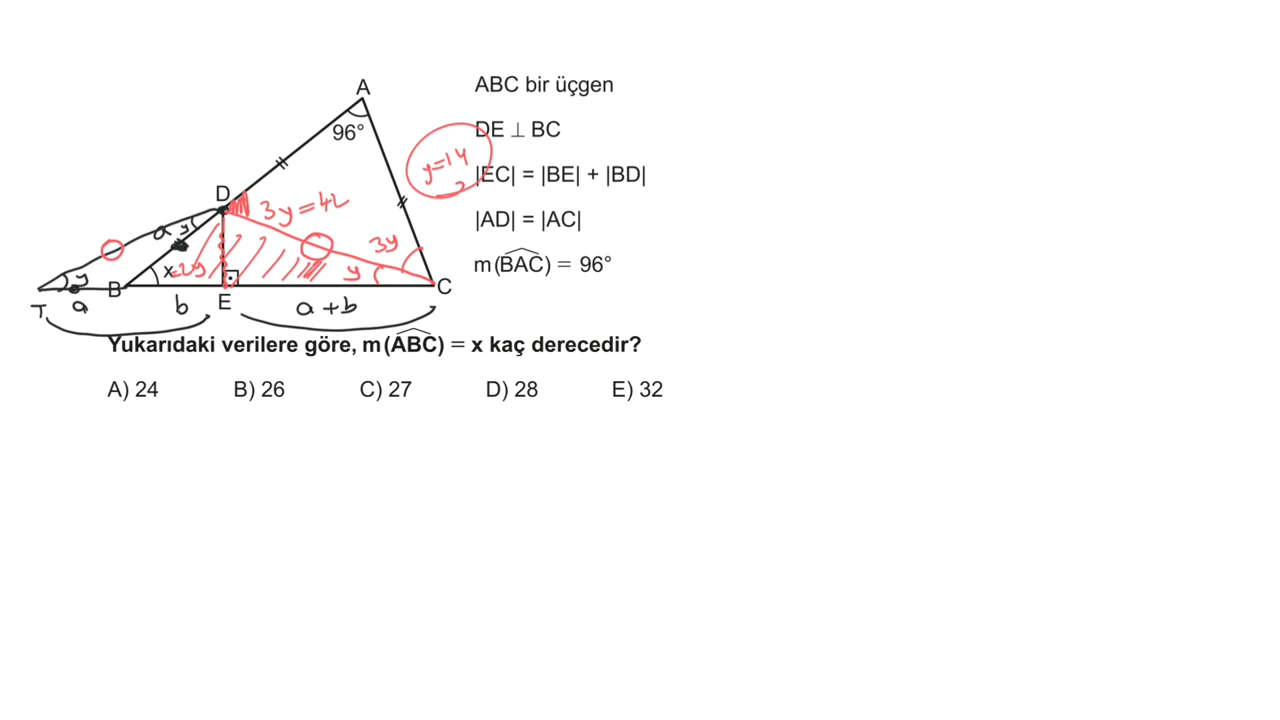 A
96°
D
3y=42
a
y
3y
y
T
a
y
B
x
=2y
b
E
y
a+b
C
ABC bir üçgen
DE ⊥ BC
y=14
|EC| = |BE| + |BD|
|AD| = |AC|
m(BAC) = 96°
Yukarıdaki verilere göre, m(ABC) = x kaç derecedir?
A) 24 B) 26 C) 27 D) 28 E) 32